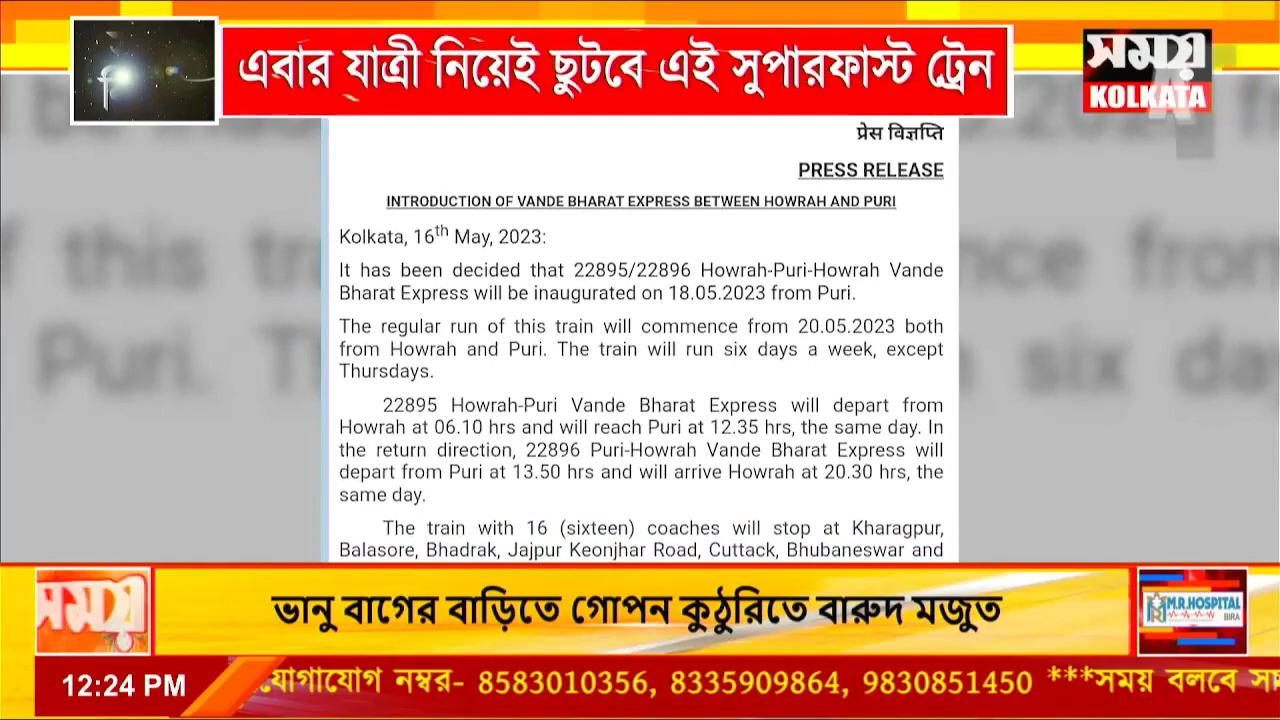 এবার যাত্রী নিয়েই ছুটবে এই সুপারফাস্ট ট্রেন
সময়
KOLKATA
प्रेस विज्ञप्ति
PRESS RELEASE
INTRODUCTION OF VANDE BHARAT EXPRESS BETWEEN HOWRAH AND PURI
Kolkata, 16th May, 2023:
It has been decided that 22895/22896 Howrah-Puri-Howrah Vande
Bharat Express will be inaugurated on 18.05.2023 from Puri.
The regular run of this train will commence from 20.05.2023 both
from Howrah and Puri. The train will run six days a week, except
Thursdays.
22895 Howrah-Puri Vande Bharat Express will depart from
Howrah at 06.10 hrs and will reach Puri at 12.35 hrs, the same day. In
the return direction, 22896 Puri-Howrah Vande Bharat Express will
depart from Puri at 13.50 hrs and will arrive Howrah at 20.30 hrs, the
same day.
The train with 16 (sixteen) coaches will stop at Kharagpur,
Balasore, Bhadrak, Jajpur Keonjhar Road, Cuttack, Bhubaneswar and
সময়
ভানু বাগের বাড়িতে গোপন কুঠুরিতে বারুদ মজুত
M.R.HOSPITAL
BIRA
12:24 PM
যোগাযোগ নম্বর- 8583010356, 8335909864, 9830851450 ***সময় বলবে